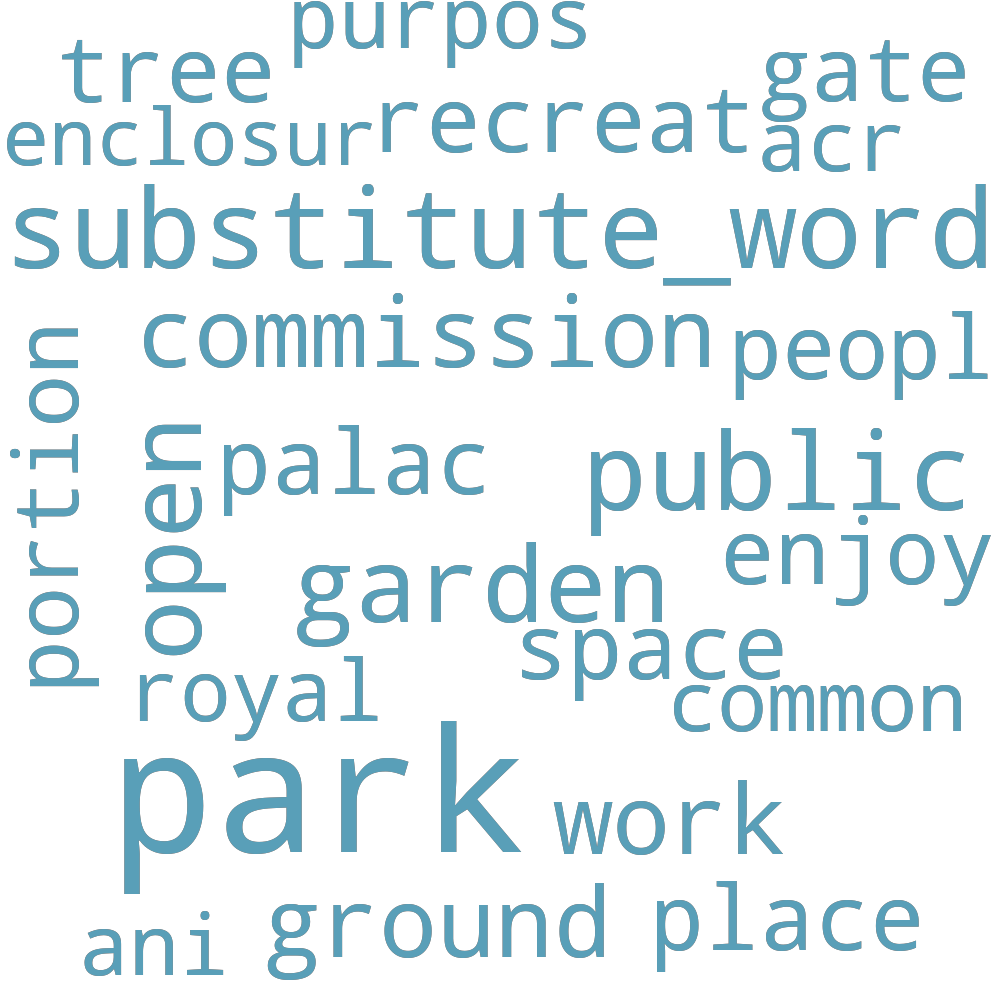 purpos
tree
gate
recreat
enclosur
acr
substitute_word
commission
peopl
portion
open
palac
public
enjoy
garden
space
royal
common
park
work
ground
place
ani